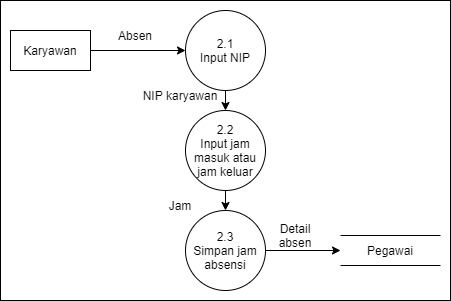 Karyawan
Absen
2.1
Input NIP
NIP karyawan
2.2
Input jam
masuk atau
jam keluar
Jam
2.3
Simpan jam
absensi
Detail
absen
Pegawai